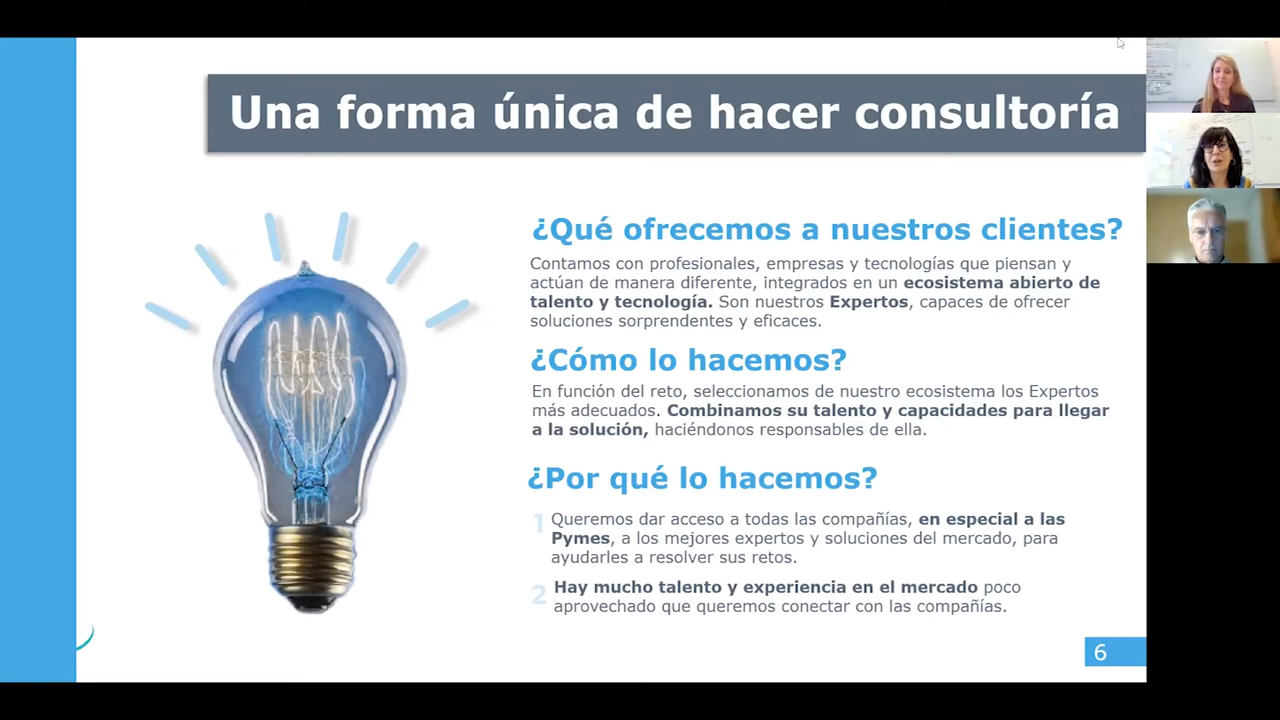 Una forma única de hacer consultoría
¿Qué ofrecemos a nuestros clientes?
Contamos con profesionales, empresas y tecnologías que piensan y
actúan de manera diferente, integrados en un ecosistema abierto de
talento y tecnología. Son nuestros Expertos, capaces de ofrecer
soluciones sorprendentes y eficaces.
¿Cómo lo hacemos?
En función del reto, seleccionamos de nuestro ecosistema los Expertos
más adecuados. Combinamos su talento y capacidades para llegar
a la solución, haciéndonos responsables de ella.
¿Por qué lo hacemos?
1 Queremos dar acceso a todas las compañías, en especial a las
Pymes, a los mejores expertos y soluciones del mercado, para
ayudarles a resolver sus retos.
2 Hay mucho talento y experiencia en el mercado poco
aprovechado que queremos conectar con las compañías.
6